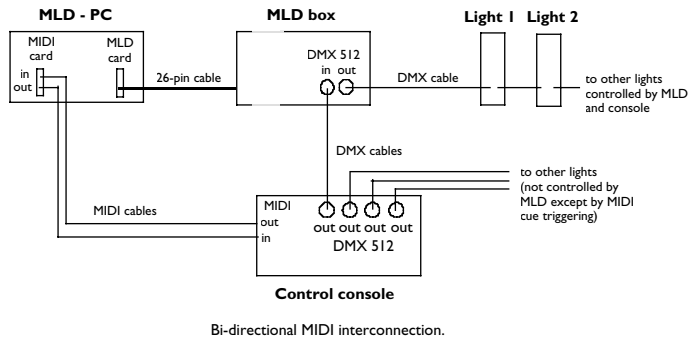 MLD - PC
MLD box
Light 1 Light 2
MIDI
card
MLD
card
in
out
26-pin cable
DMX 512
in out
DMX cable
to other lights
controlled by MLD
and console
DMX cables
to other lights
(not controlled by
MLD except by MIDI
cue triggering)
MIDI cables
MIDI
out
in
out out out out
DMX 512
Control console
Bi-directional MIDI interconnection.